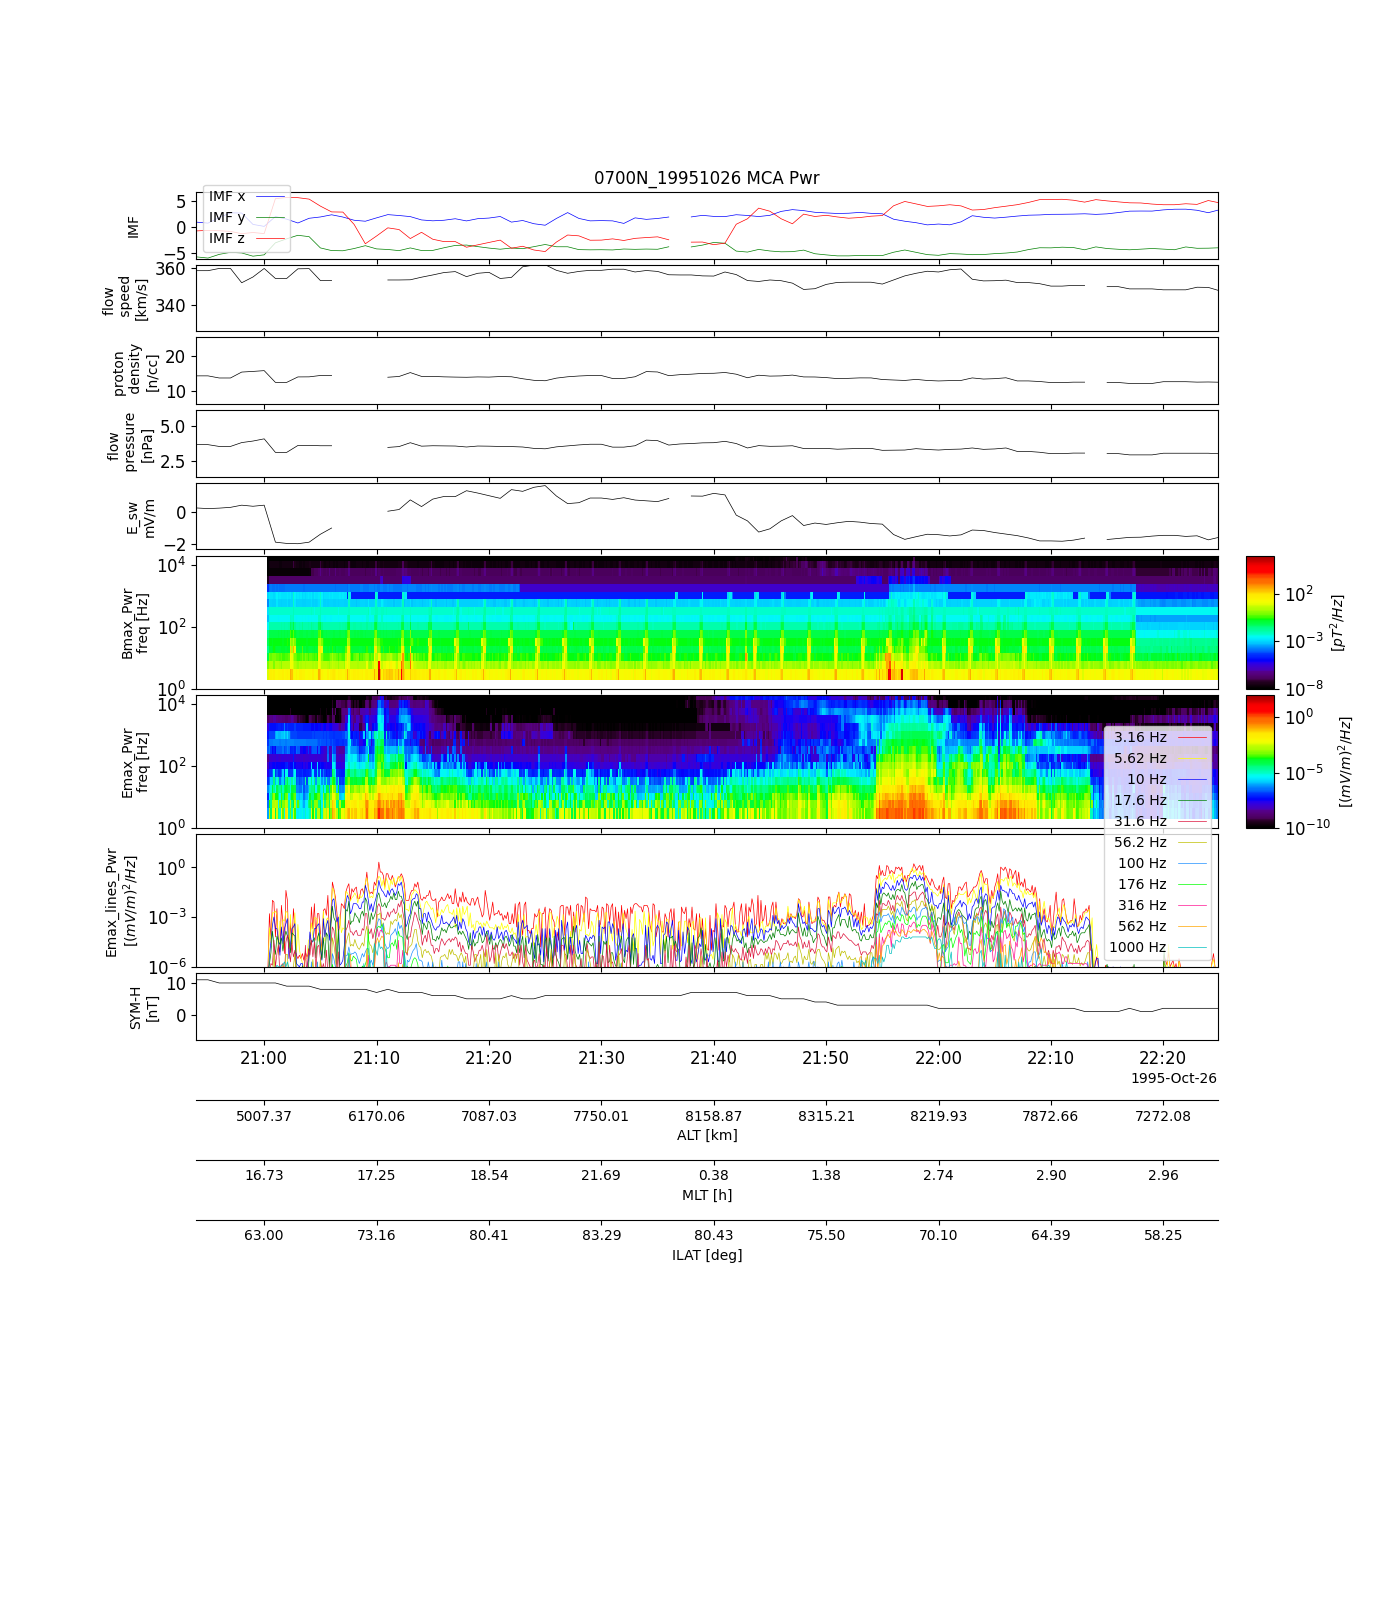 0700N_19951026 MCA Pwr
IMF x
IMF y
IMF z
IMF
5
0
−5
flow
speed
[km/s]
360
340
proton
density
[n/cc]
20
10
flow
pressure
[nPa]
5.0
2.5
E_sw
mV/m
0
−2
Bmax_Pwr
freq [Hz]
10^4
10^2
10^0
10^2
10^−3
10^−8
[pT^2/Hz]
Emax_Pwr
freq [Hz]
10^4
10^2
10^0
10^0
10^−5
10^−10
[(mV/m)^2/Hz]
3.16 Hz
5.62 Hz
10 Hz
17.6 Hz
31.6 Hz
56.2 Hz
100 Hz
176 Hz
316 Hz
562 Hz
1000 Hz
Emax_lines_Pwr
[(mV/m)^2/Hz]
10^0
10^−3
10^−6
SYM-H
[nT]
10
0
21:00 21:10 21:20 21:30 21:40 21:50 22:00 22:10 22:20
1995-Oct-26
5007.37 6170.06 7087.03 7750.01 8158.87 8315.21 8219.93 7872.66 7272.08
ALT [km]
16.73 17.25 18.54 21.69 0.38 1.38 2.74 2.90 2.96
MLT [h]
63.00 73.16 80.41 83.29 80.43 75.50 70.10 64.39 58.25
ILAT [deg]